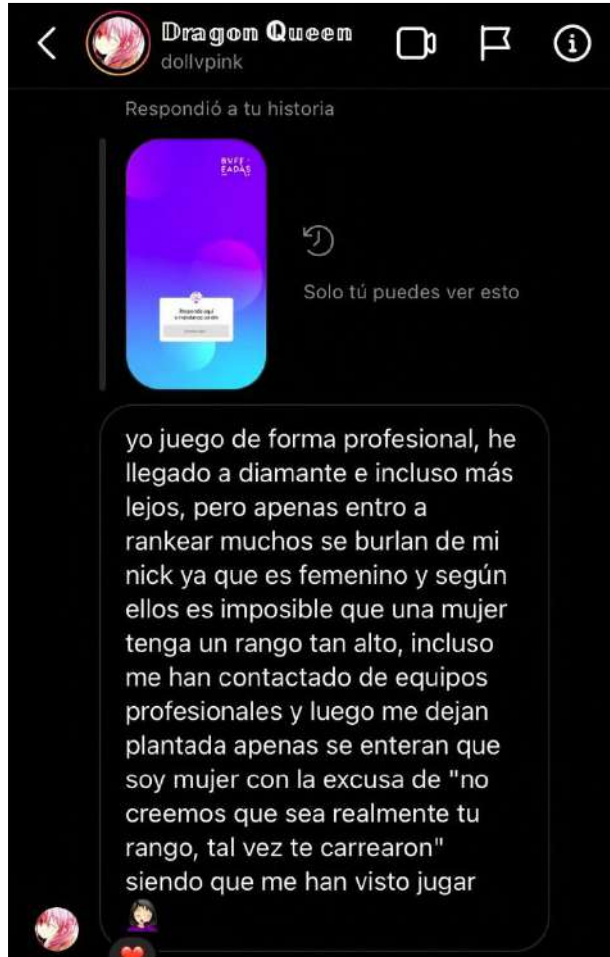 Dragon Queen
dollvpink
Respondió a tu historia
BUFF
EADAS
Responde aquí
Solo tú puedes ver esto
yo juego de forma profesional, he
llegado a diamante e incluso más
lejos, pero apenas entro a
rankear muchos se burlan de mi
nick ya que es femenino y según
ellos es imposible que una mujer
tenga un rango tan alto, incluso
me han contactado de equipos
profesionales y luego me dejan
plantada apenas se enteran que
soy mujer con la excusa de "no
creemos que sea realmente tu
rango, tal vez te carrearon"
siendo que me han visto jugar